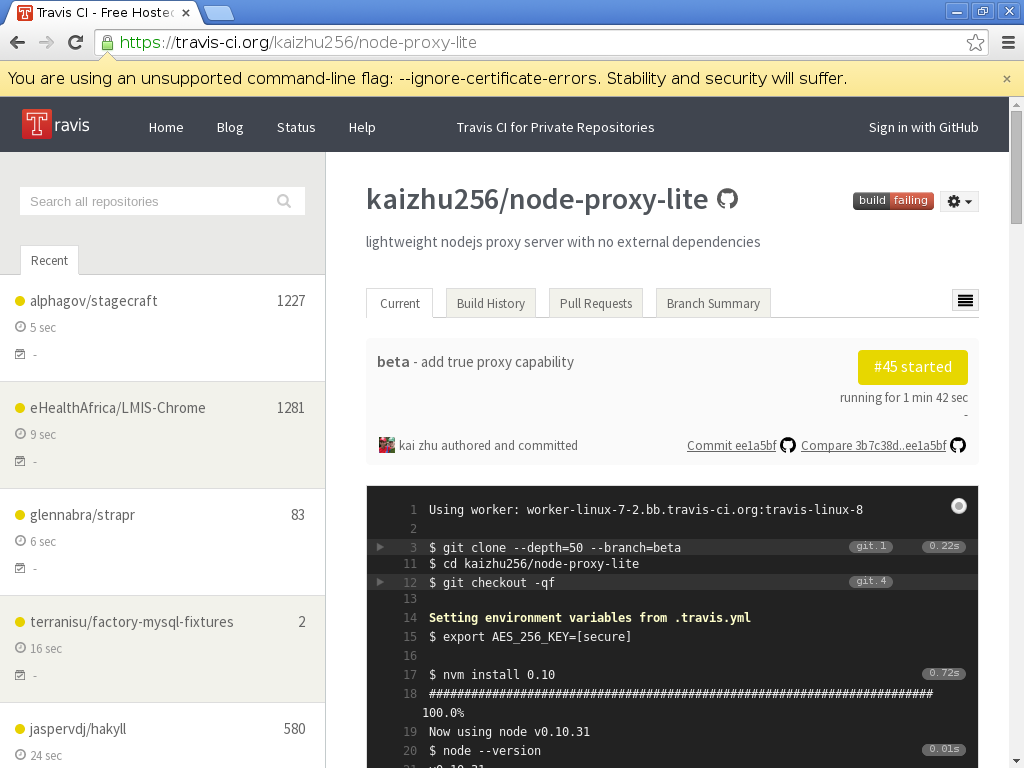 Travis CI - Free Hosted
https://travis-ci.org/kaizhu256/node-proxy-lite
You are using an unsupported command-line flag: --ignore-certificate-errors. Stability and security will suffer.
Travis
Home Blog Status Help Travis CI for Private Repositories Sign in with GitHub
Search all repositories
Recent
alphagov/stagecraft 1227
5 sec
-
eHealthAfrica/LMIS-Chrome 1281
9 sec
-
glennabra/strapr 83
6 sec
-
terranisu/factory-mysql-fixtures 2
16 sec
-
jaspervdj/hakyll 580
24 sec
kaizhu256/node-proxy-lite
build failing
lightweight nodejs proxy server with no external dependencies
Current Build History Pull Requests Branch Summary
beta - add true proxy capability
#45 started
running for 1 min 42 sec
-
kai zhu authored and committed
Commit ee1a5bf Compare 3b7c38d..ee1a5bf
1 Using worker: worker-linux-7-2.bb.travis-ci.org:travis-linux-8
2
3 $ git clone --depth=50 --branch=beta git.1 0.22s
11 $ cd kaizhu256/node-proxy-lite
12 $ git checkout -qf git.4
13
14 Setting environment variables from .travis.yml
15 $ export AES_256_KEY=[secure]
16
17 $ nvm install 0.10 0.72s
18 ########################################################################
100.0%
19 Now using node v0.10.31
20 $ node --version 0.01s
21 v0.10.31